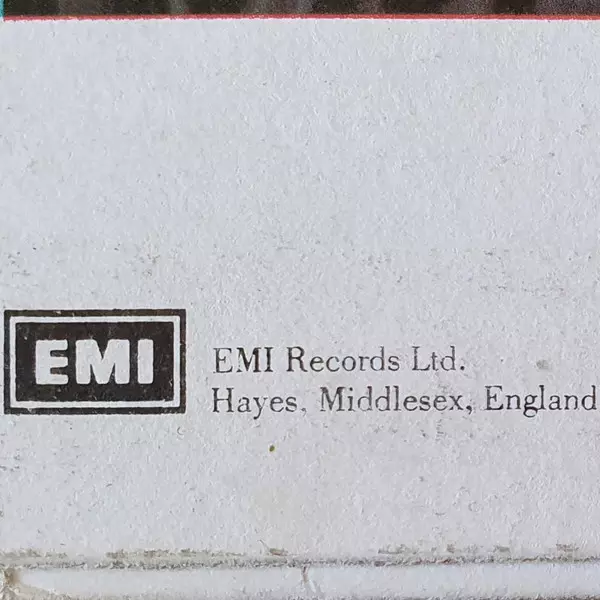 EMI
EMI Records Ltd.
Hayes, Middlesex, England